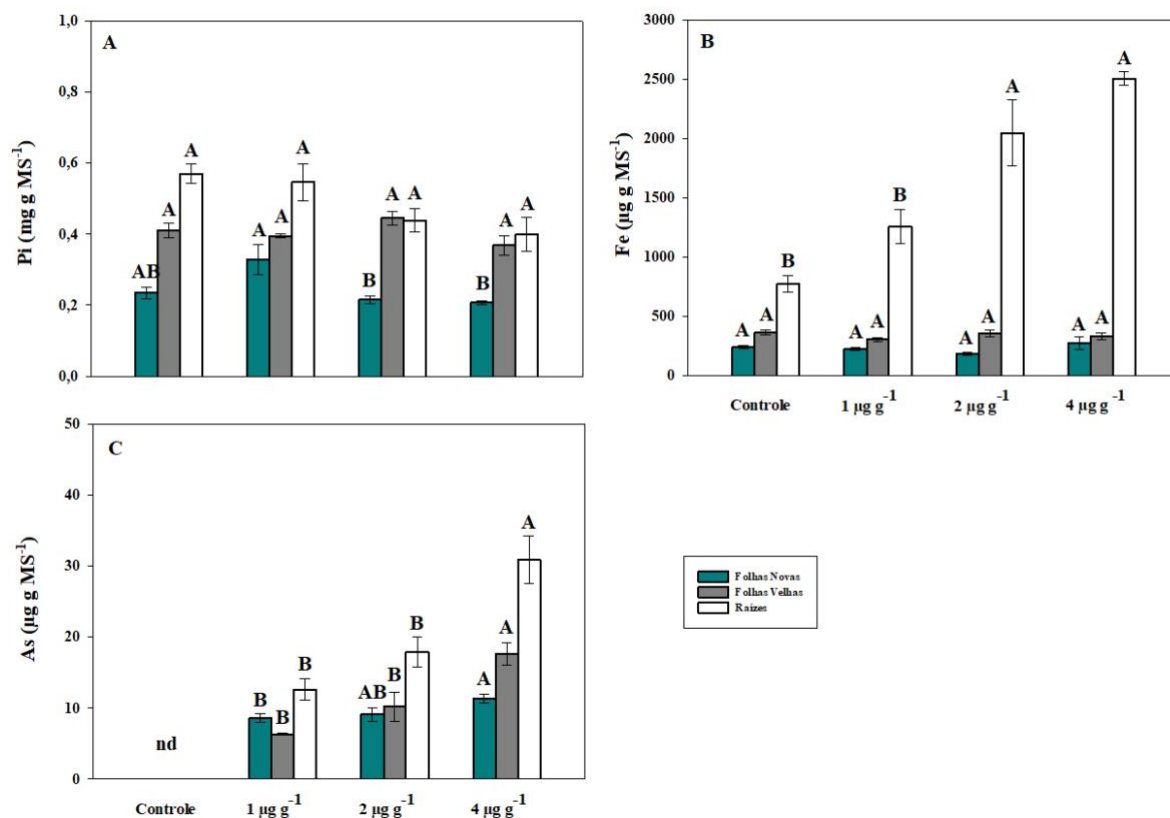 A
Pi (mg g MS⁻¹)
1,0
0,8
0,6
0,4
0,2
0,0
AB A A
A A A
B A A
B A A
B
Fe (µg g MS⁻¹)
3000
2500
2000
1500
1000
500
0
A A B
A A B
A A A
A A A
Controle 1 µg g⁻¹ 2 µg g⁻¹ 4 µg g⁻¹
C
As (µg g MS⁻¹)
50
40
30
20
10
0
nd
B B B
AB B B
A A A
Controle 1 µg g⁻¹ 2 µg g⁻¹ 4 µg g⁻¹
Folhas Novas
Folhas Velhas
Raízes